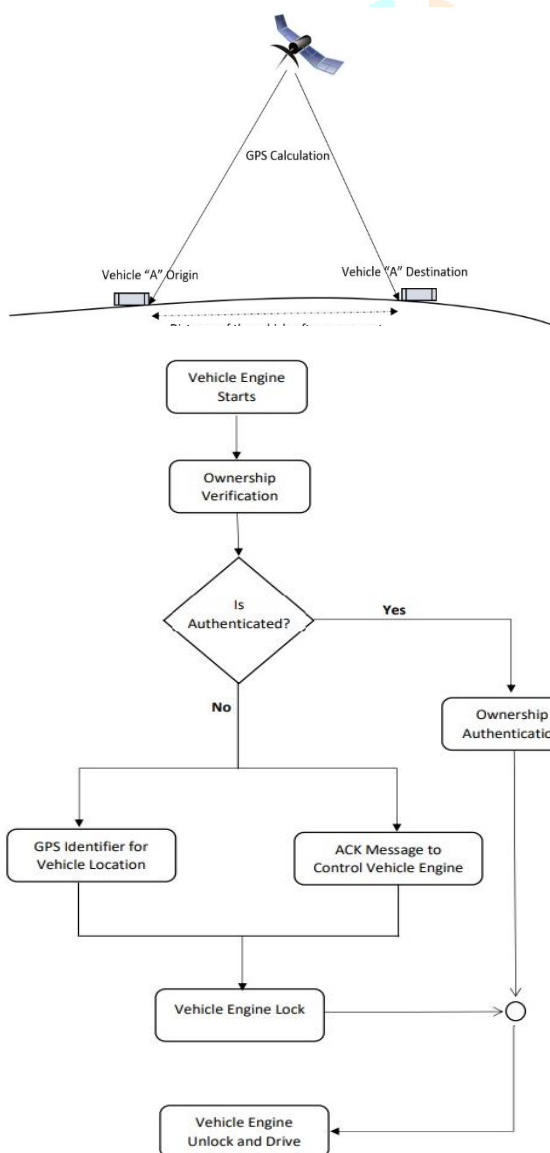 GPS Calculation
Vehicle "A" Origin
Vehicle "A" Destination
Vehicle Engine
Starts
Ownership
Verification
Is
Authenticated?
Yes
No
Ownership
GPS Identifier for
Vehicle Location
ACK Message to
Control Vehicle Engine
Vehicle Engine Lock
Vehicle Engine
Unlock and Drive